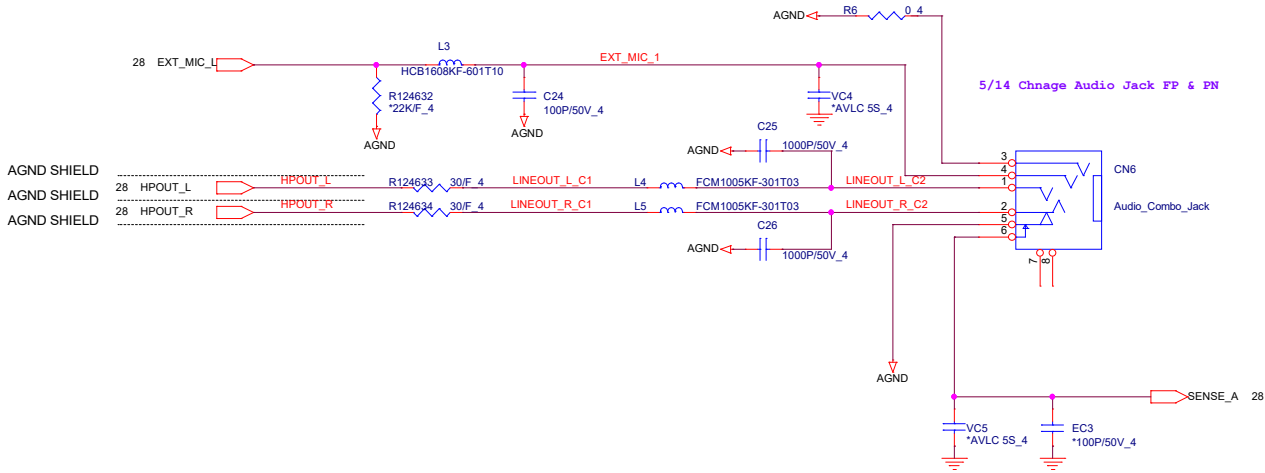 AGND
R6
0_4
L3
28
EXT_MIC_L
EXT_MIC_1
HCB1608KF-601T10
5/14 Chnage Audio Jack FP & PN
R124632
*22K/F_4
C24
100P/50V_4
VC4
*AVLC 5S_4
AGND
AGND
C25
AGND
1000P/50V_4
3
4
1
CN6
AGND SHIELD
28
HPOUT_L
HPOUT_L
R124633
30/F_4
LINEOUT_L_C1
L4
FCM1005KF-301T03
LINEOUT_L_C2
AGND SHIELD
28
HPOUT_R
HPOUT_R
R124634
30/F_4
LINEOUT_R_C1
L5
FCM1005KF-301T03
LINEOUT_R_C2
2
5
6
Audio_Combo_Jack
AGND SHIELD
C26
AGND
1000P/50V_4
7
8
AGND
SENSE_A
28
VC5
*AVLC 5S_4
EC3
*100P/50V_4